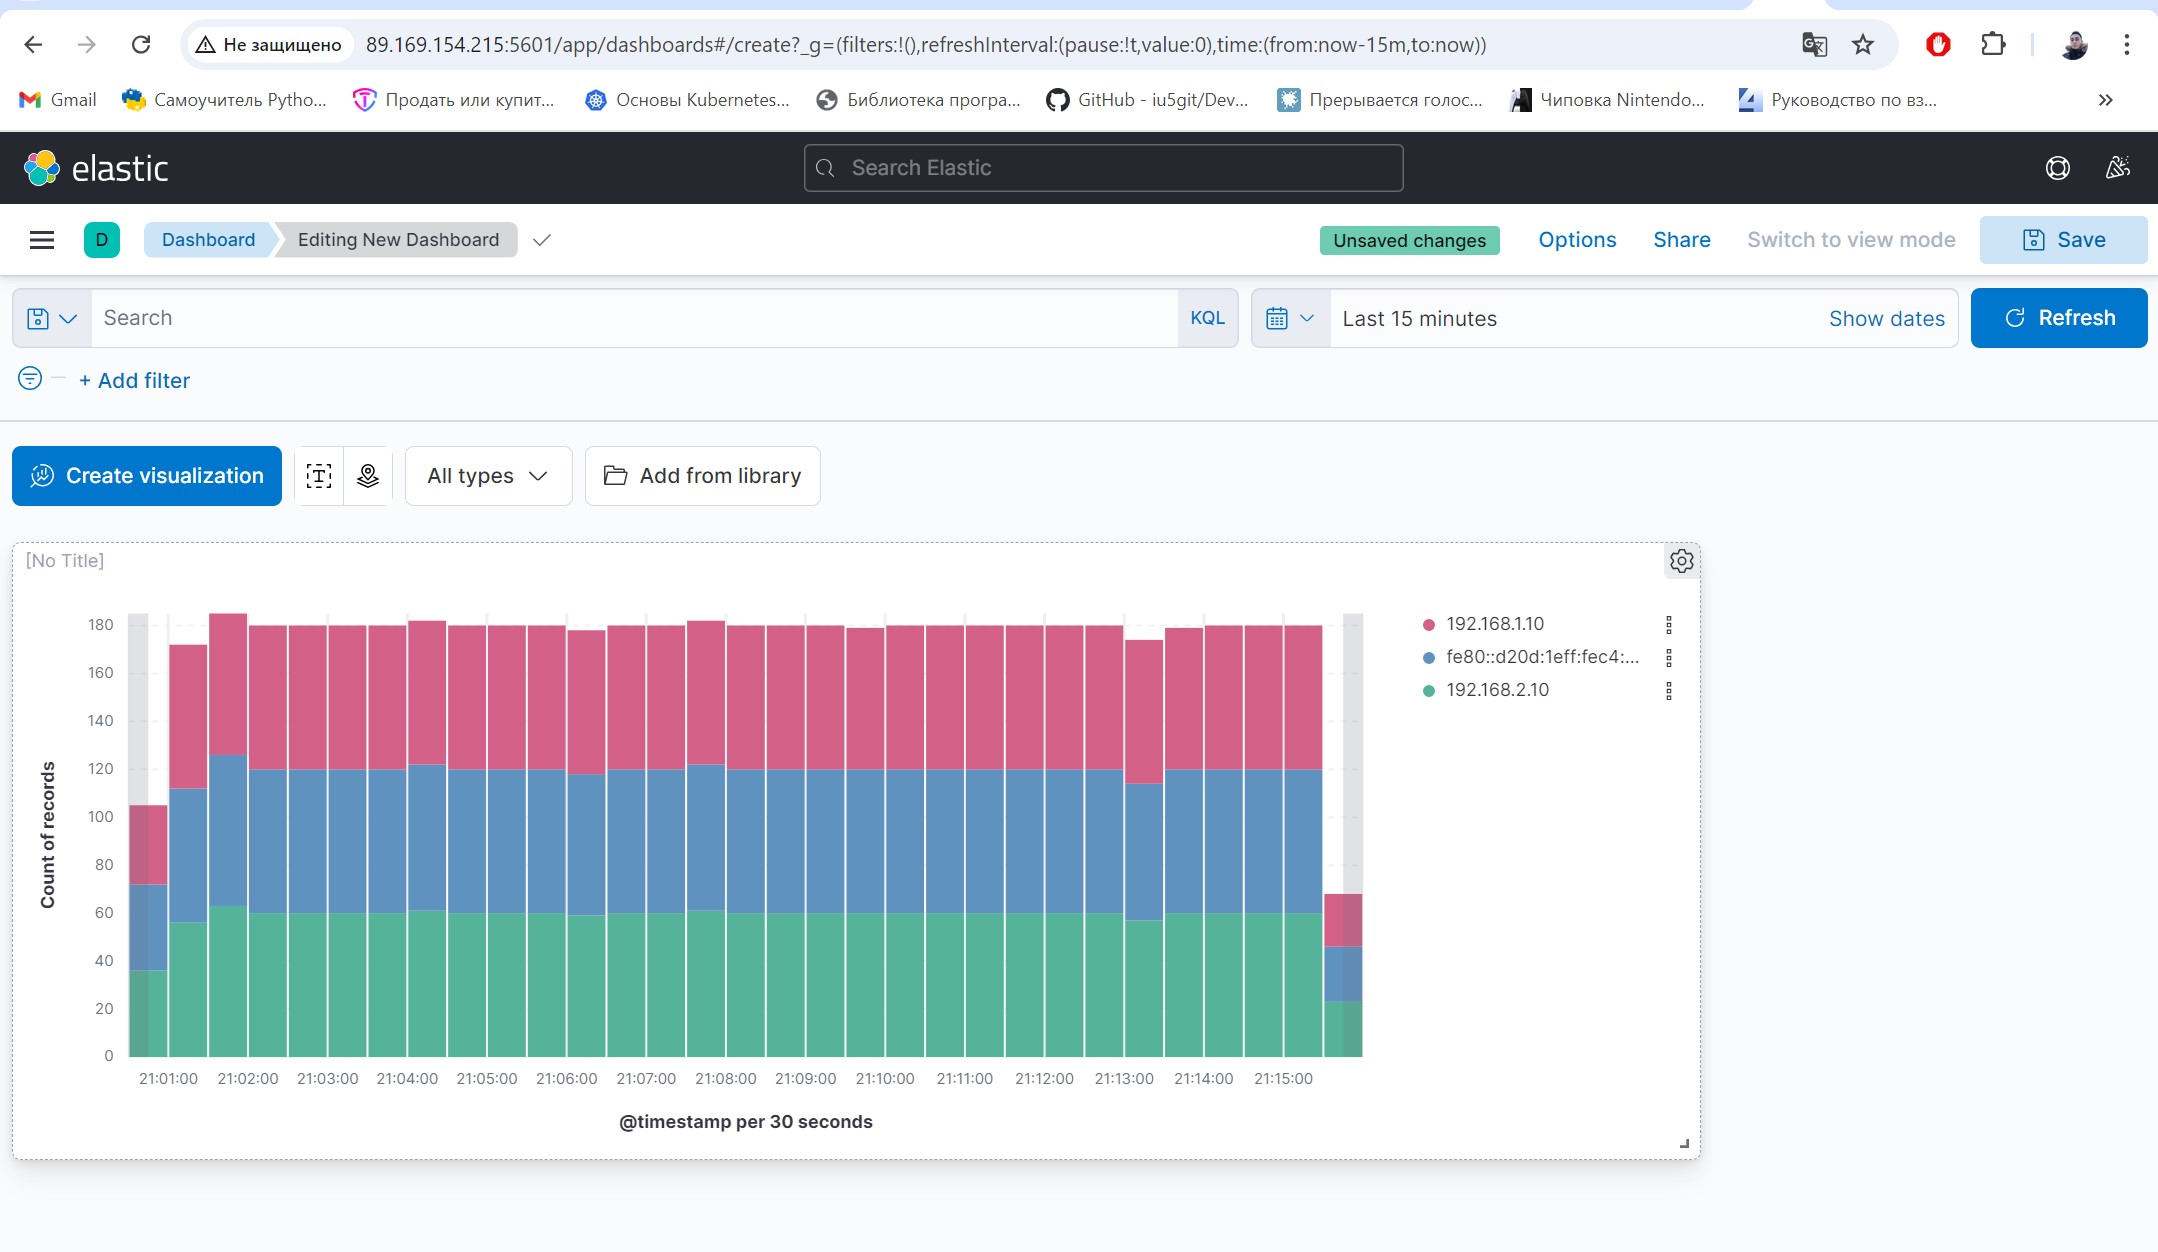 Не защищено
89.169.154.215:5601/app/dashboards#/create?_g=(filters:!(),refreshInterval:(pause:!t,value:0),time:(from:now-15m,to:now))
Gmail
Самоучитель Pytho...
Продать или купит...
Основы Kubernetes...
Библиотека програ...
GitHub - iu5git/Dev...
Прерывается голос...
Чиповка Nintendo...
Руководство по вз...
elastic
Search Elastic
D
Dashboard
Editing New Dashboard
Unsaved changes
Options
Share
Switch to view mode
Save
Search
KQL
Last 15 minutes
Show dates
Refresh
+ Add filter
Create visualization
All types
Add from library
[No Title]
Count of records
180
160
140
120
100
80
60
40
20
0
21:01:00
21:02:00
21:03:00
21:04:00
21:05:00
21:06:00
21:07:00
21:08:00
21:09:00
21:10:00
21:11:00
21:12:00
21:13:00
21:14:00
21:15:00
@timestamp per 30 seconds
192.168.1.10
fe80::d20d:1eff:fec4:...
192.168.2.10